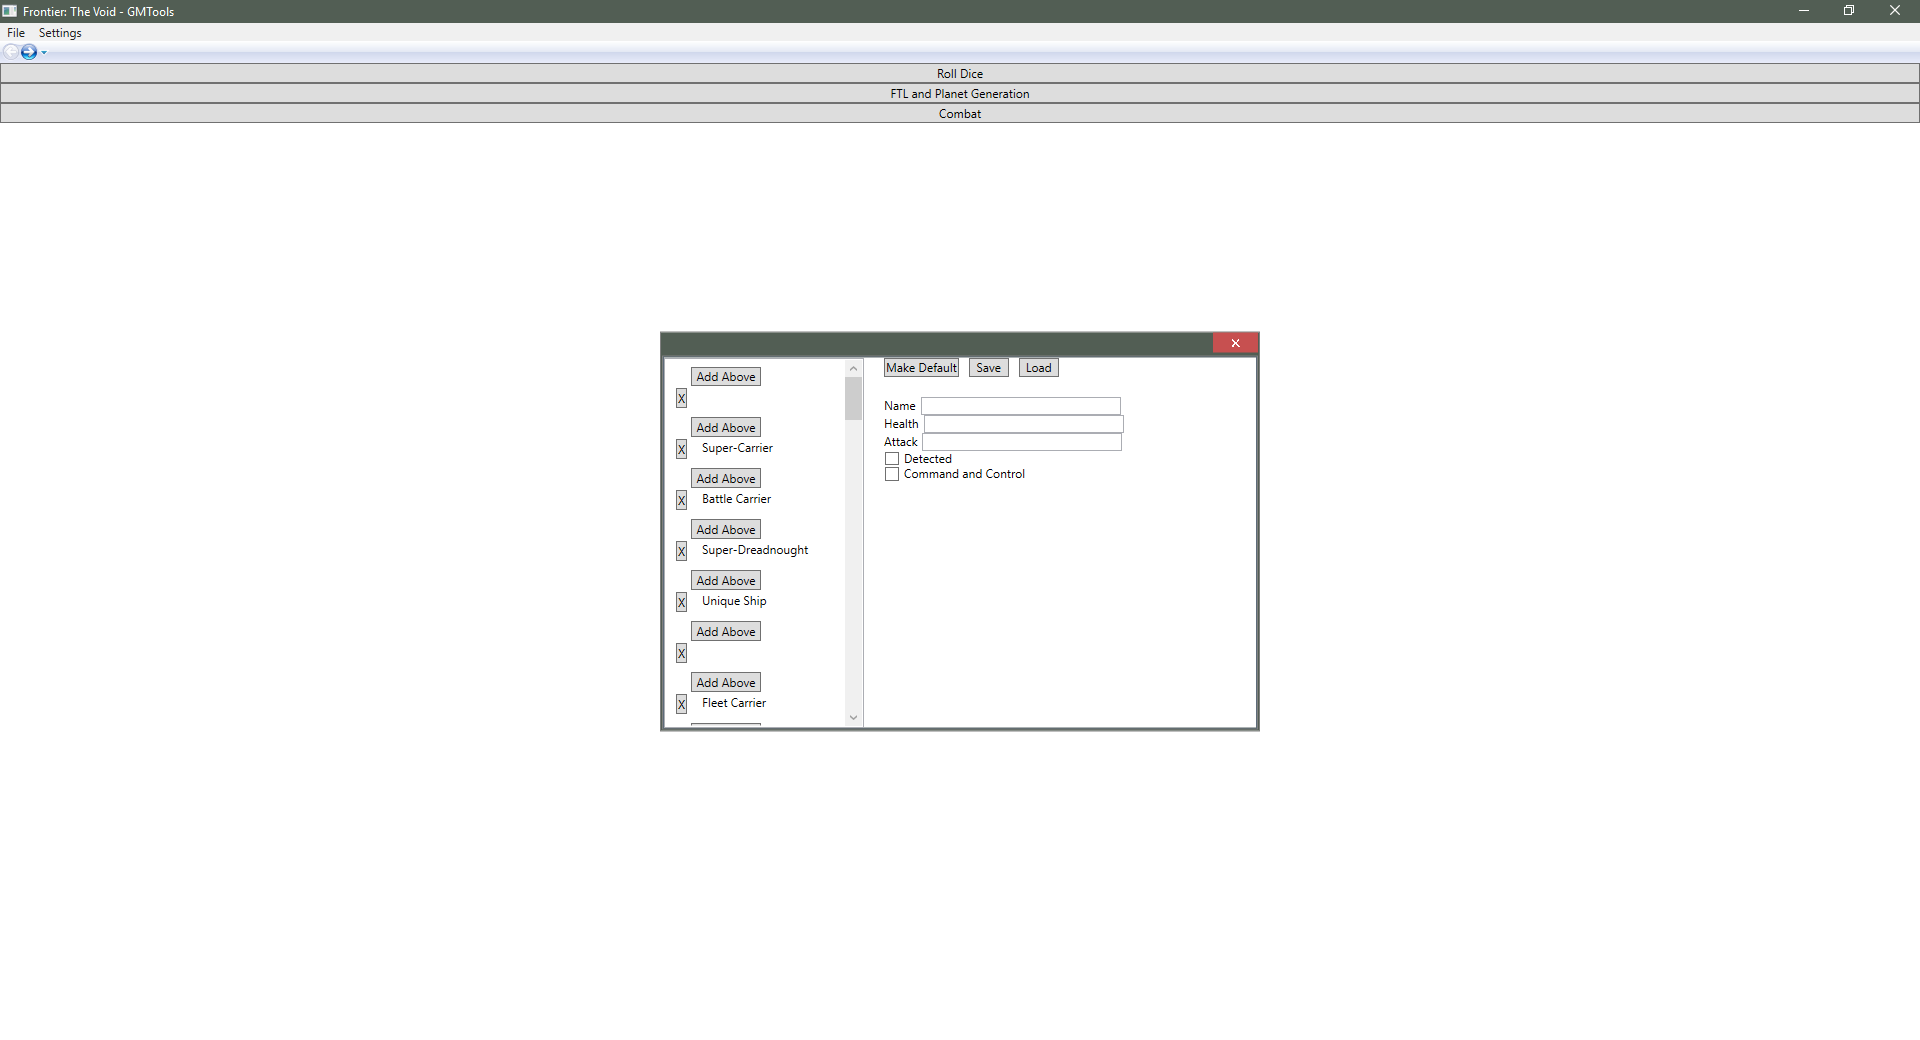 Frontier: The Void - GMTools
File Settings
Roll Dice
FTL and Planet Generation
Combat
Add Above
X
Add Above
X Super-Carrier
Add Above
X Battle Carrier
Add Above
X Super-Dreadnought
Add Above
X Unique Ship
Add Above
X
Add Above
X Fleet Carrier
Make Default Save Load
Name
Health
Attack
Detected
Command and Control